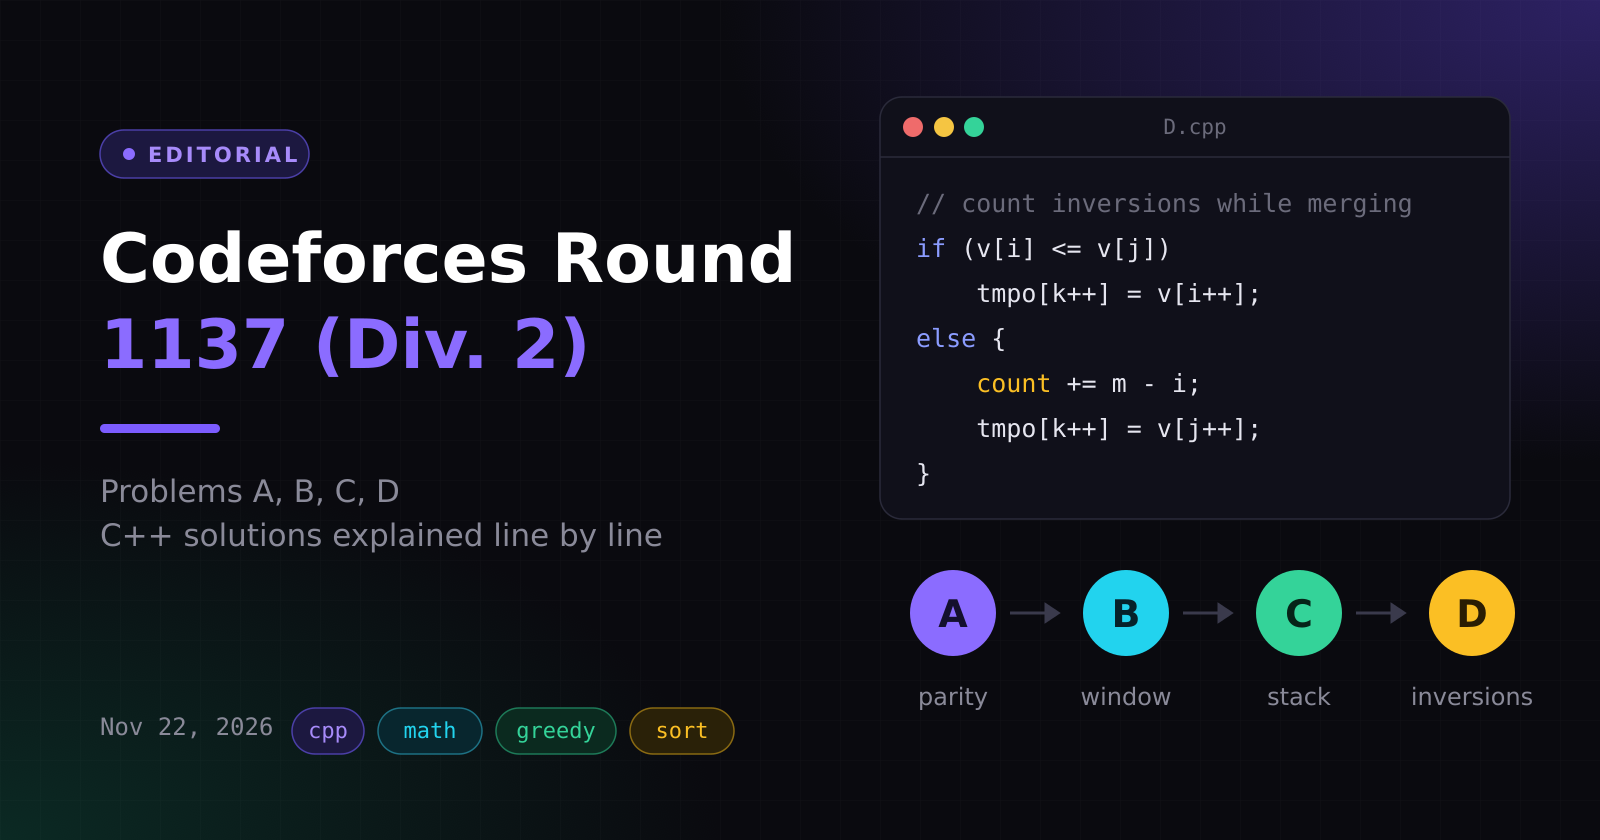 EDITORIAL
Codeforces Round
1137 (Div. 2)
Problems A, B, C, D
C++ solutions explained line by line
Nov 22, 2026
cpp
math
greedy
sort
D.cpp
// count inversions while merging
if (v[i] <= v[j])
    tmpo[k++] = v[i++];
else {
    count += m - i;
    tmpo[k++] = v[j++];
}
A
B
C
D
parity
window
stack
inversions